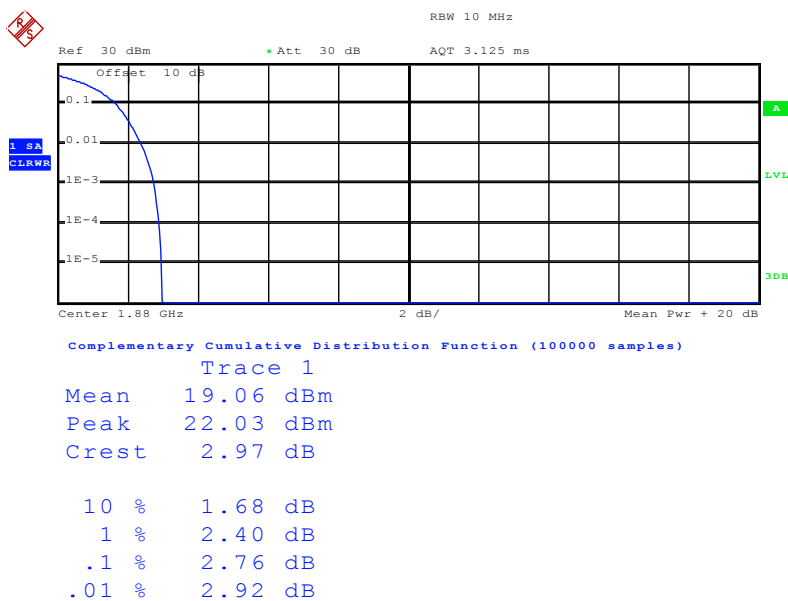 RBW 10 MHz
R S
Ref 30 dBm * Att 30 dB AQT 3.125 ms
Offset 10 dB
0.1
A
1 SA
0.01
CLRWR
1E-3
LVL
1E-4
1E-5
3DB
Center 1.88 GHz 2 dB/ Mean Pwr + 20 dB
Complementary Cumulative Distribution Function (100000 samples)
Trace 1
Mean 19.06 dBm
Peak 22.03 dBm
Crest 2.97 dB
10 % 1.68 dB
1 % 2.40 dB
.1 % 2.76 dB
.01 % 2.92 dB